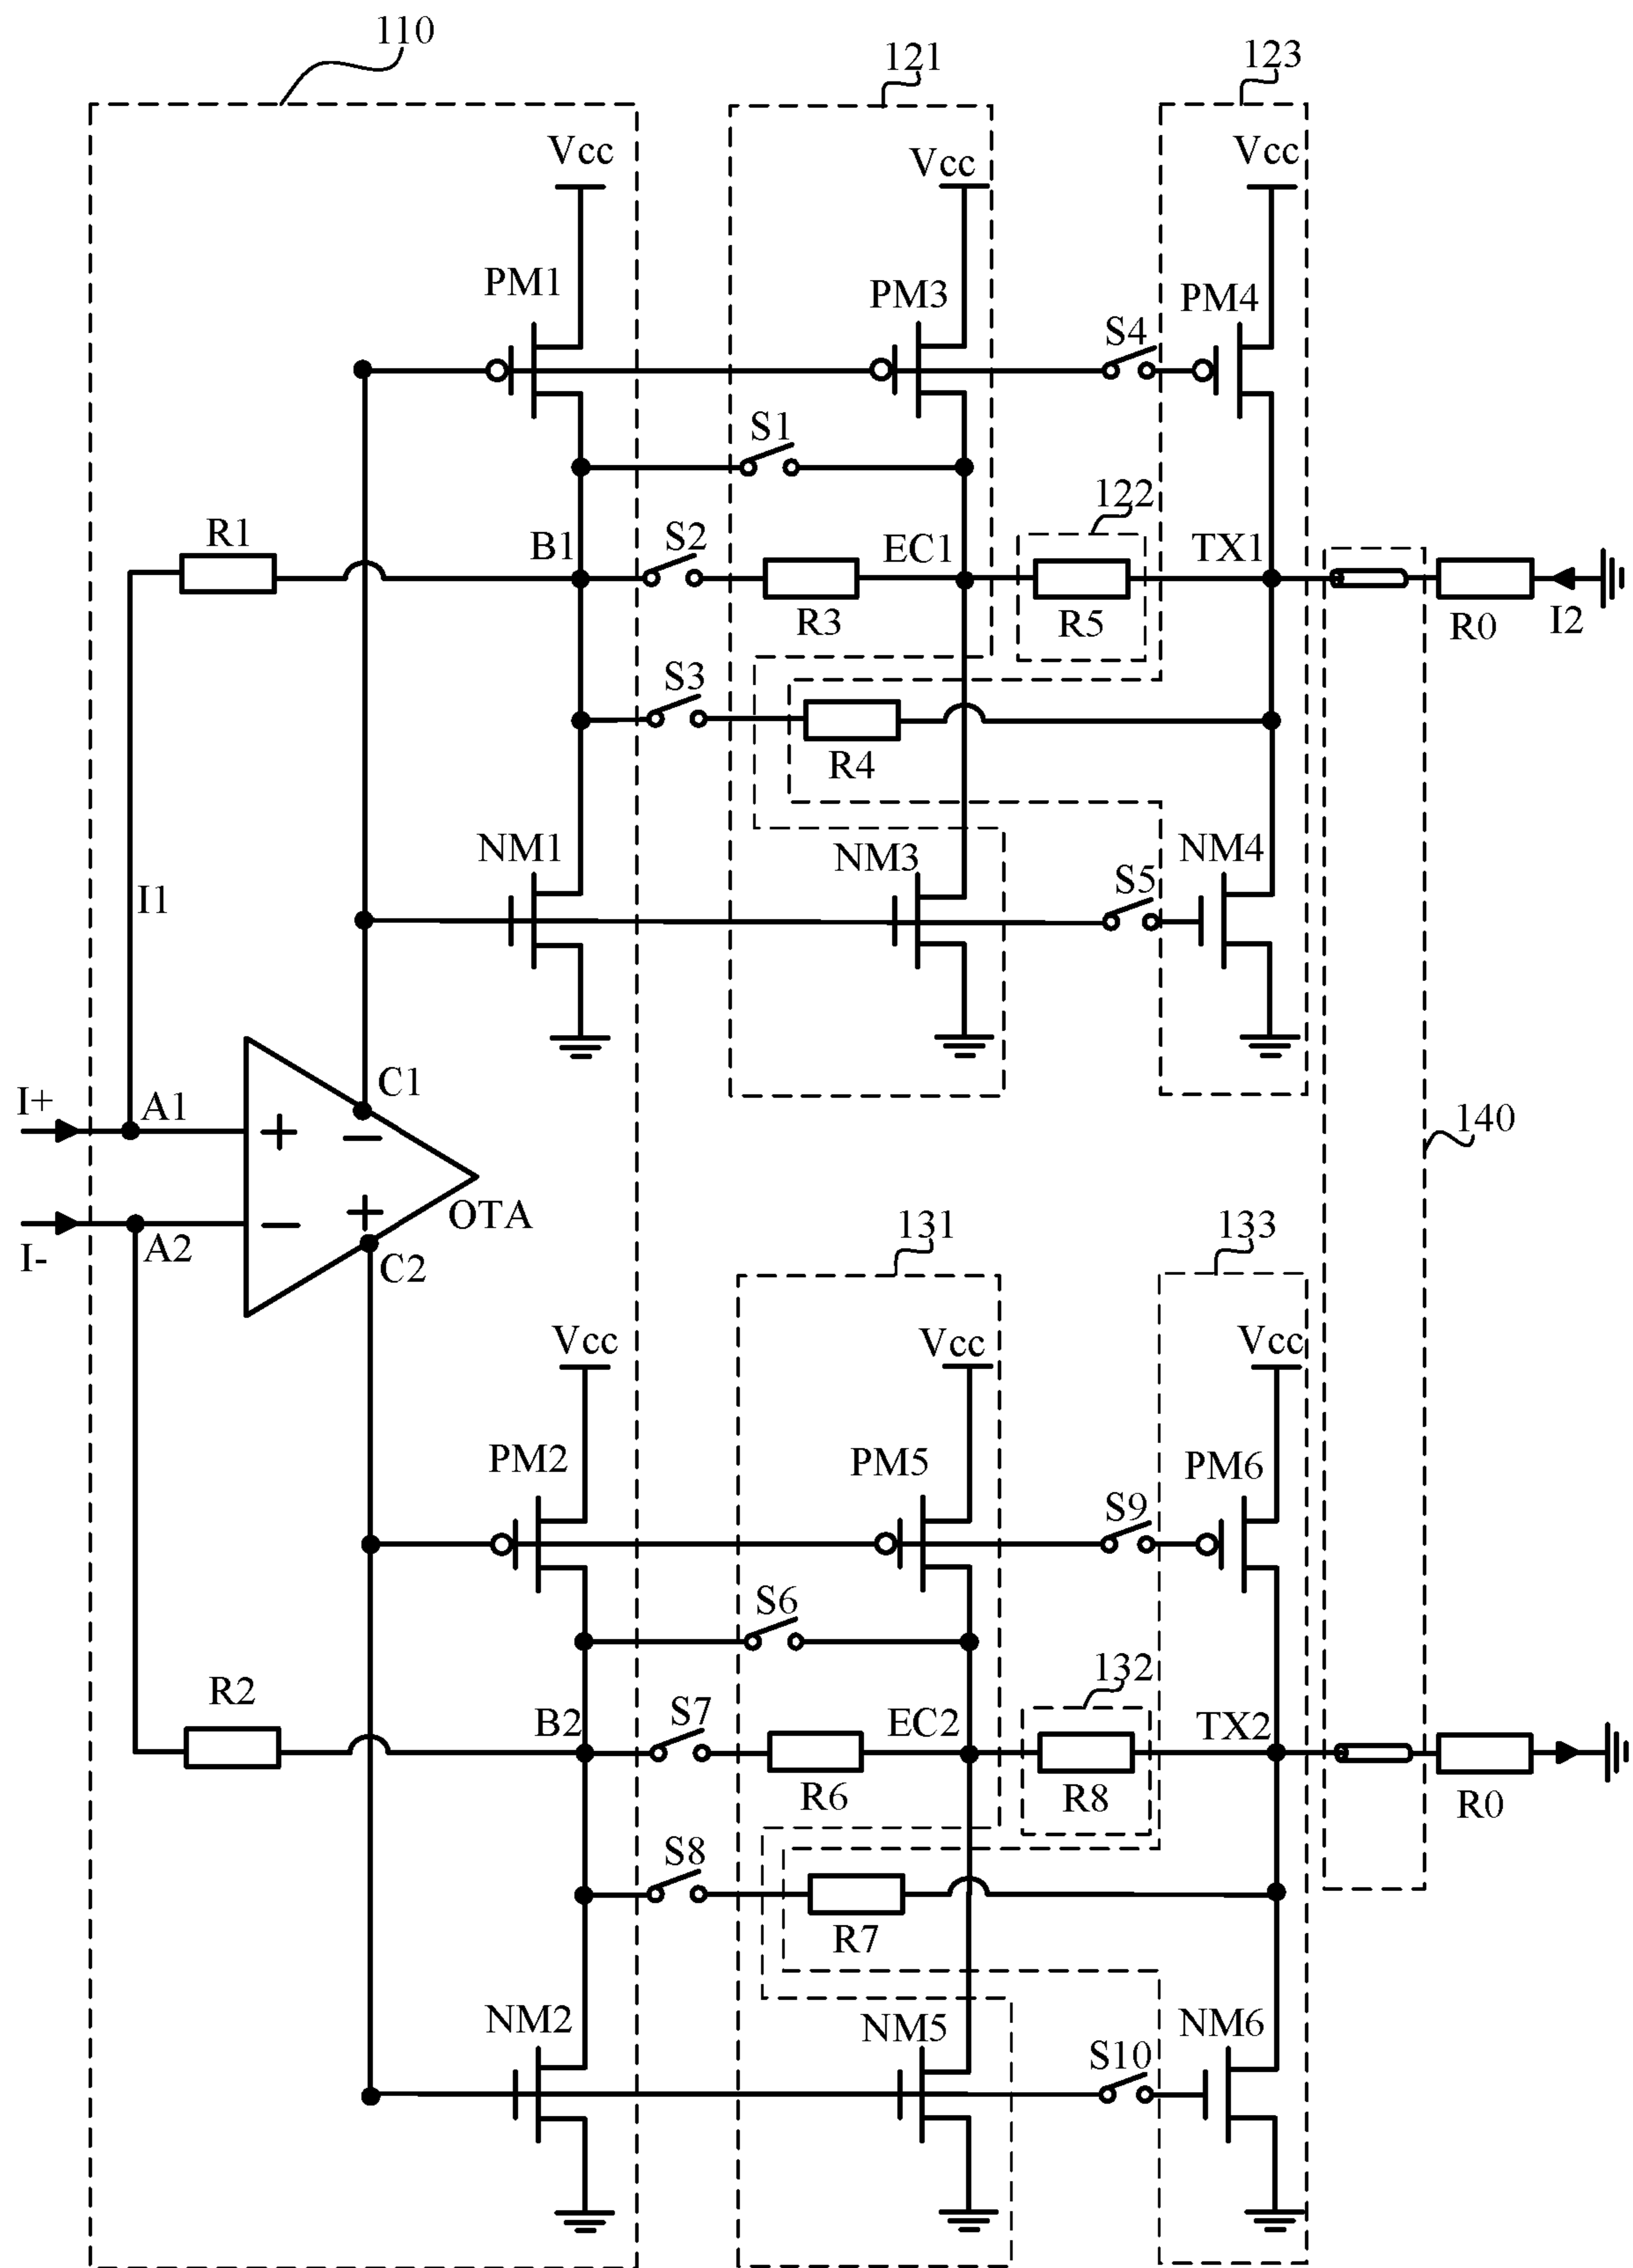 110
121
123
Vcc
Vcc
Vcc
PM1
PM3
PM4
S4
S1
122
R1
B1
S2
EC1
TX1
R3
R5
R0
I2
S3
R4
NM1
NM3
NM4
S5
I1
C1
I+
A1
+
−
140
I-
A2
−
+
OTA
C2
131
133
Vcc
Vcc
Vcc
PM2
PM5
PM6
S9
S6
132
R2
B2
S7
EC2
TX2
R6
R8
R0
S8
R7
NM2
NM5
NM6
S10